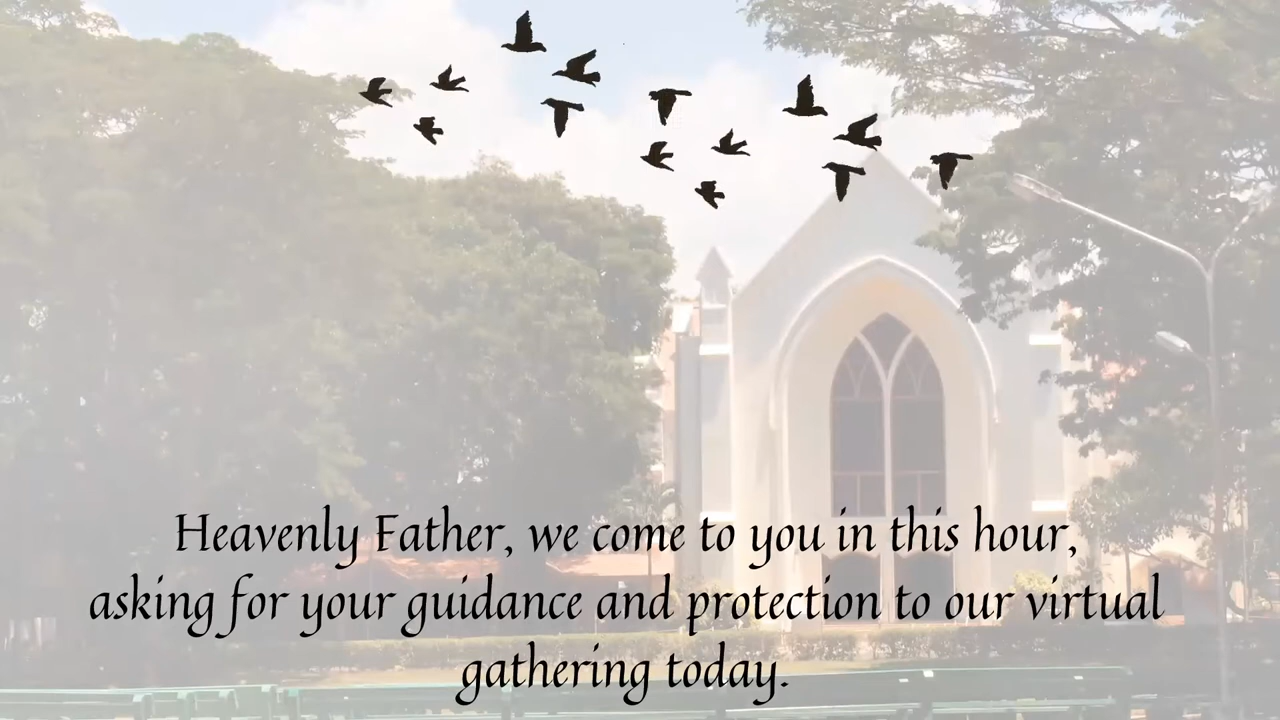 Heavenly Father, we come to you in this hour,
asking for your guidance and protection to our virtual
gathering today.